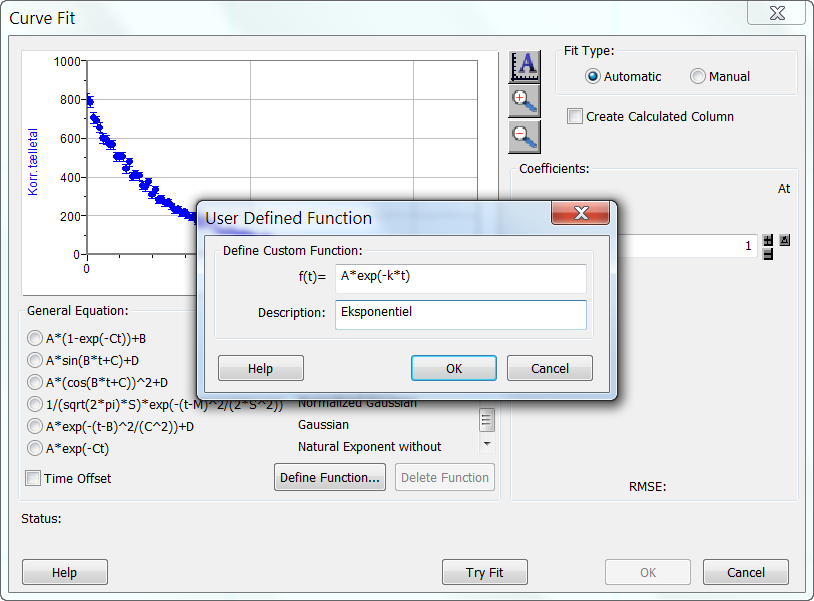 Curve Fit
Fit Type:
Automatic
Manual
Create Calculated Column
Coefficients:
At
1
RMSE:
Korr. tælletal
1000
800
600
400
200
0
0
User Defined Function
Define Custom Function:
f(t)= A*exp(-k*t)
Description: Eksponentiel
Help OK Cancel
General Equation:
A*(1-exp(-Ct))+B
A*sin(B*t+C)+D
A*(cos(B*t+C))^2+D
1/(sqrt(2*pi)*S)*exp(-(t-M)^2/(2*S^2)) Normalized Gaussian
A*exp(-(t-B)^2/(C^2))+D Gaussian
A*exp(-Ct) Natural Exponent without
Time Offset
Define Function... Delete Function
Status:
Help Try Fit OK Cancel